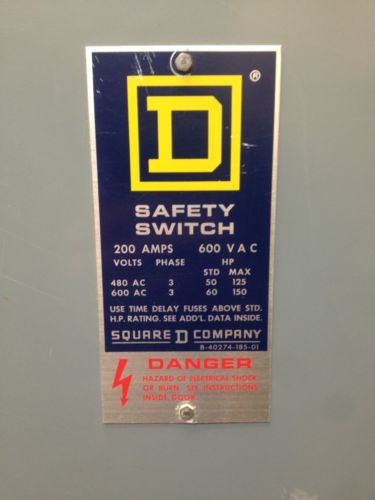 D ®
SAFETY
SWITCH
200 AMPS 600 VAC
VOLTS PHASE HP
STD MAX
480 AC 3 50 125
600 AC 3 60 150
USE TIME DELAY FUSES ABOVE STD.
H.P. RATING. SEE ADD'L. DATA INSIDE.
SQUARE D COMPANY
B-40274-185-01
DANGER
HAZARD OF ELECTRICAL SHOCK
OR BURN. SEE INSTRUCTIONS
INSIDE DOOR